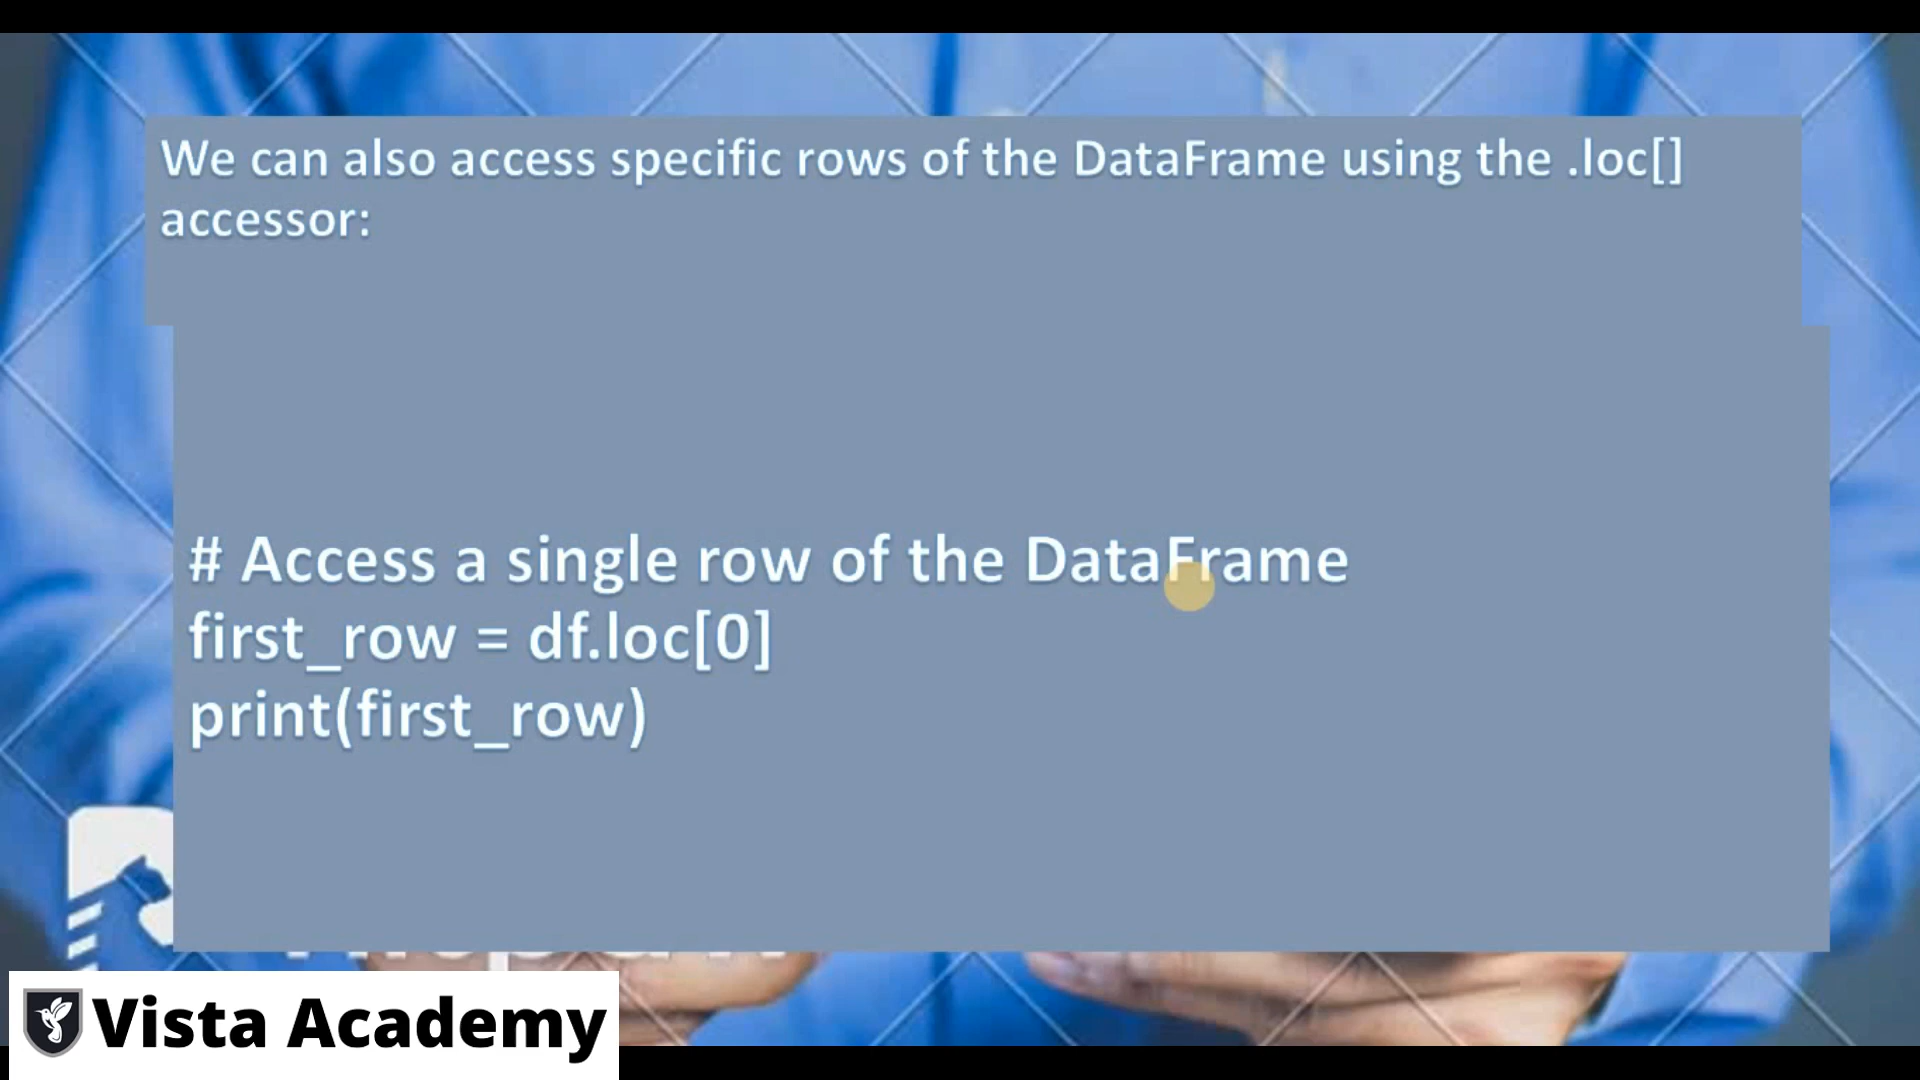 We can also access specific rows of the DataFrame using the .loc[]
accessor:
# Access a single row of the DataFrame
first_row = df.loc[0]
print(first_row)
Vista Academy